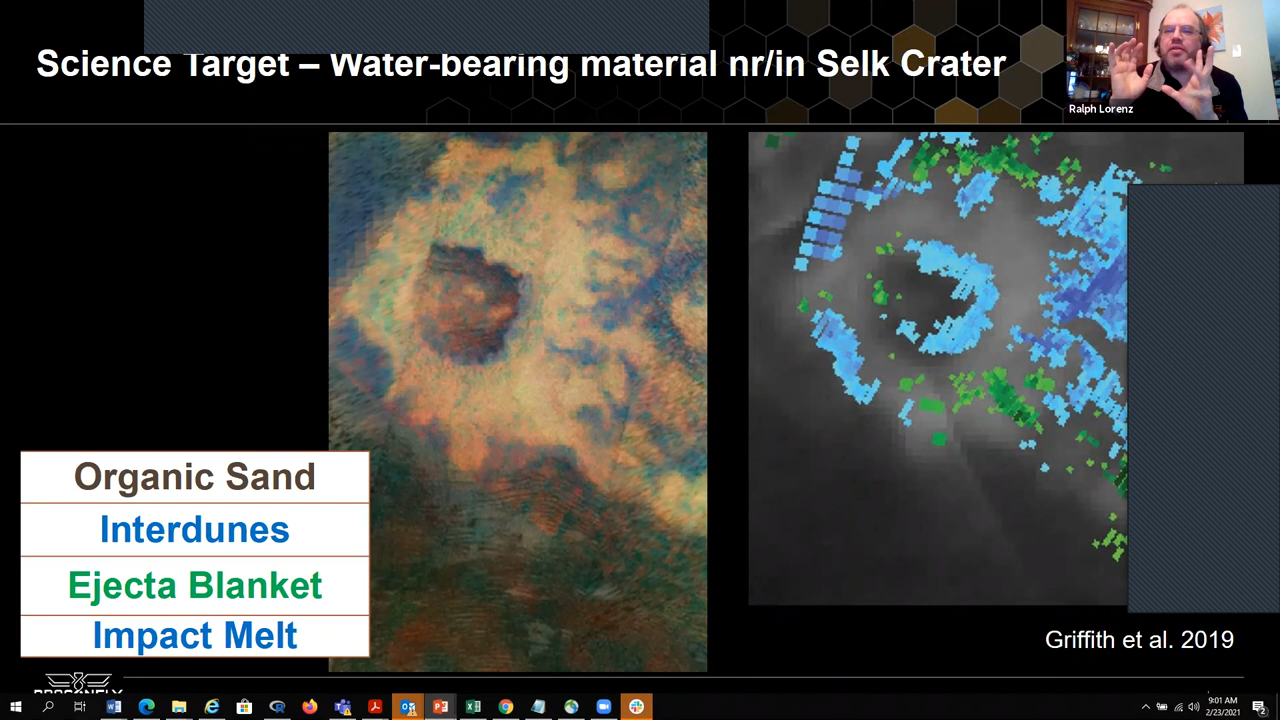 Science Target – Water-bearing material nr/in Selk Crater
Ralph Lorenz
Organic Sand
Interdunes
Ejecta Blanket
Impact Melt
Griffith et al. 2019
DRAGONFLY
9:01 AM
2/23/2021